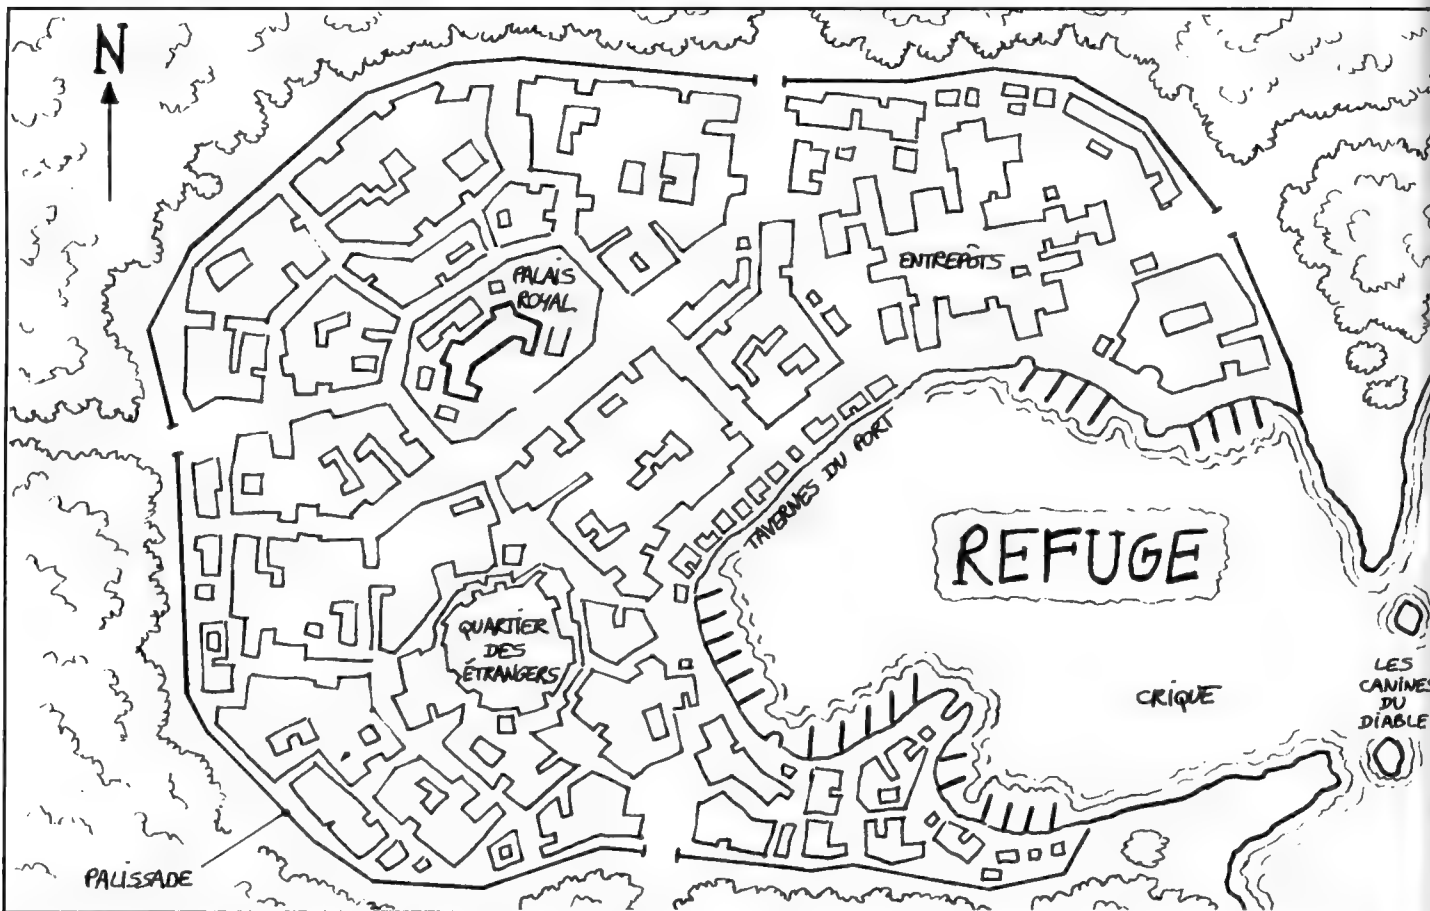 N
PALAIS
ROYAL
ENTREPÔTS
TAVERNES DU PORT
REFUGE
QUARTIER
DES
ÉTRANGERS
CRIQUE
LES
CANINES
DU
DIABLE
PALISSADE